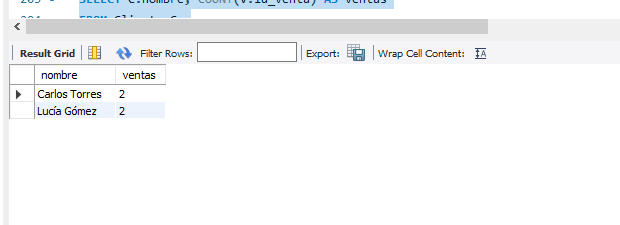 SELECT C.nombre, COUNT(V.id_venta) AS ventas
Result Grid Filter Rows: Export: Wrap Cell Content:
nombre ventas
Carlos Torres 2
Lucía Gómez 2